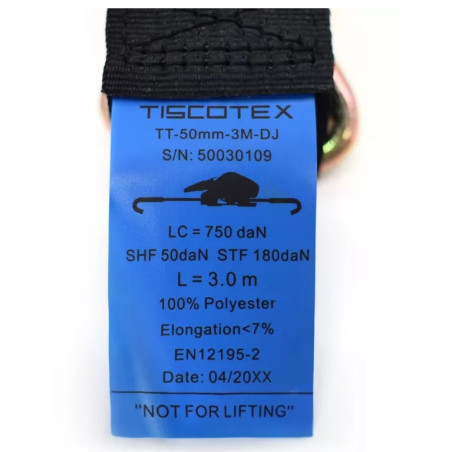 TISCOTEX
TT-50mm-3M-DJ
S/N: 50030109
LC = 750 daN
SHF 50daN STF 180daN
L = 3.0 m
100% Polyester
Elongation<7%
EN12195-2
Date: 04/20XX
"NOT FOR LIFTING"